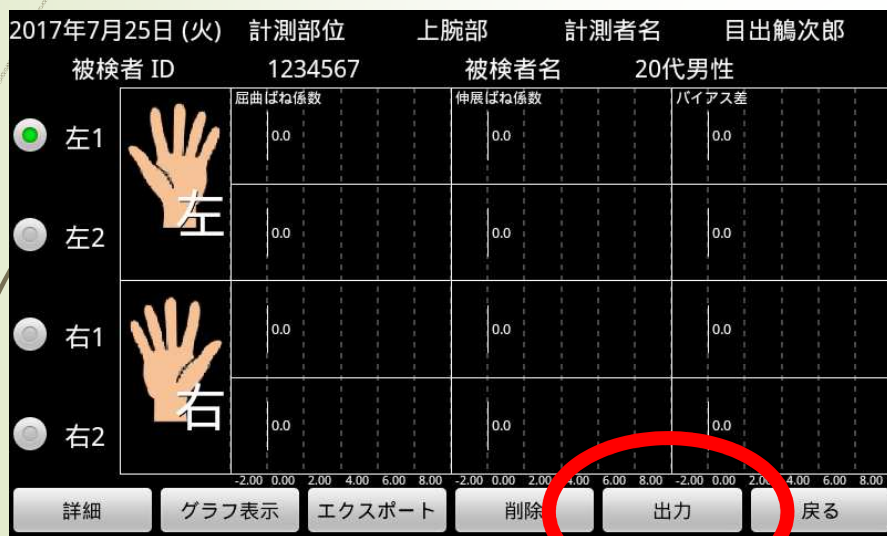 2017年7月25日 (火) 計測部位 上腕部 計測者名 目出鶴次郎
被検者 ID 1234567 被検者名 20代男性
屈曲ばね係数 伸展ばね係数 バイアス差
左1 0.0 0.0 0.0
左
左2 0.0 0.0 0.0
右1 0.0 0.0 0.0
右
右2 0.0 0.0 0.0
-2.00 0.00 2.00 4.00 6.00 8.00 -2.00 0.00 2.00 4.00 6.00 8.00 -2.00 0.00 2.00 4.00 6.00 8.00
詳細 グラフ表示 エクスポート 削除 出力 戻る